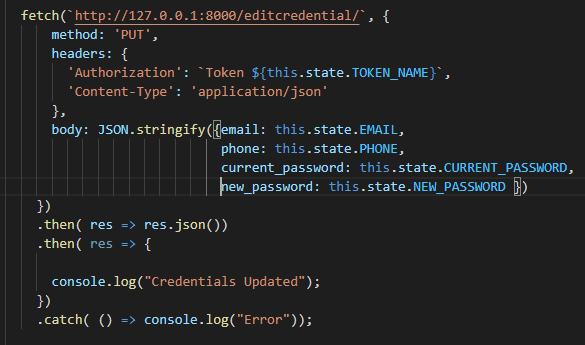 fetch(`http://127.0.0.1:8000/editcredential/`, {
method: 'PUT',
headers: {
'Authorization': `Token ${this.state.TOKEN_NAME}`,
'Content-Type': 'application/json'
},
body: JSON.stringify({email: this.state.EMAIL,
phone: this.state.PHONE,
current_password: this.state.CURRENT_PASSWORD,
new_password: this.state.NEW_PASSWORD })
})
.then( res => res.json())
.then( res => {
console.log("Credentials Updated");
})
.catch( () => console.log("Error"));